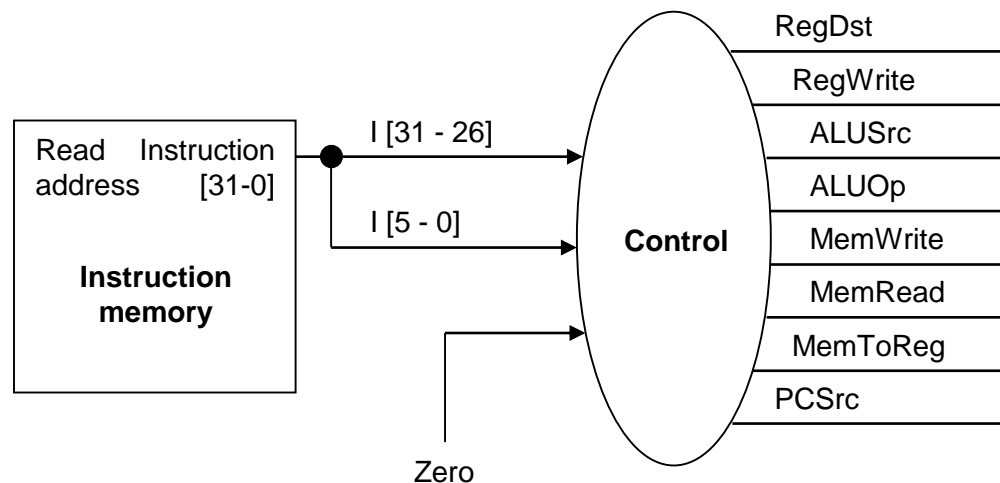 Read Instruction
address [31-0]
Instruction
memory
I [31 - 26]
I [5 - 0]
Zero
Control
RegDst
RegWrite
ALUSrc
ALUOp
MemWrite
MemRead
MemToReg
PCSrc